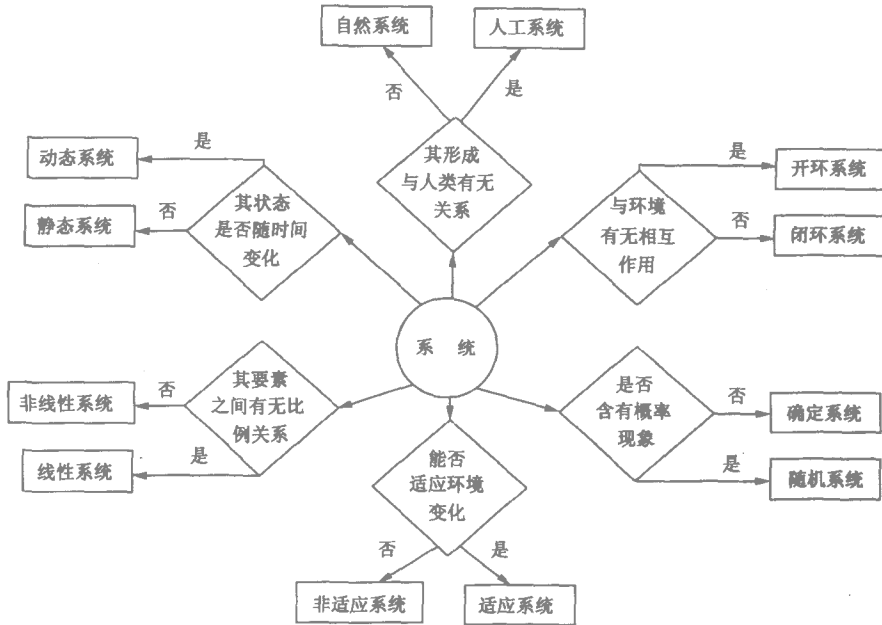 自然系统
人工系统
否
是
其形成
与人类有无
关系
是
动态系统
否
静态系统
其状态
是否随时间
变化
是
开环系统
否
闭环系统
与环境
有无相互
作用
系 统
其要素
之间有无比
例关系
否
非线性系统
是
线性系统
是否
含有概率
现象
否
确定系统
是
随机系统
能否
适应环境
变化
否
是
非适应系统
适应系统